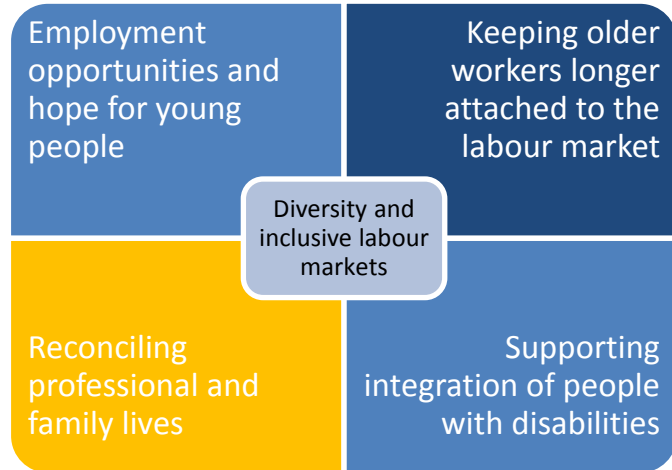 Employment
opportunities and
hope for young
people
Keeping older
workers longer
attached to the
labour market
Diversity and
inclusive labour
markets
Reconciling
professional and
family lives
Supporting
integration of people
with disabilities